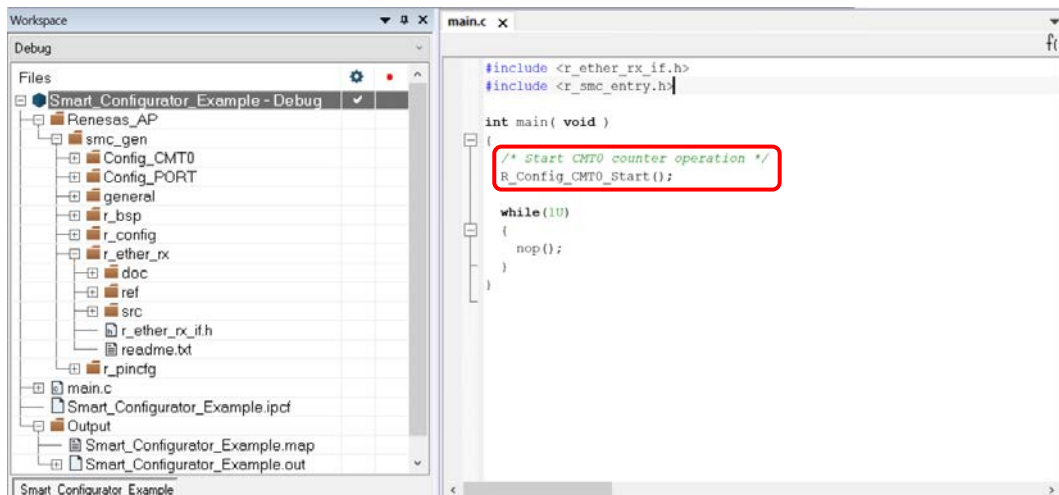 Workspace
Debug
Files
Smart_Configurator_Example - Debug
Renesas_AP
smc_gen
Config_CMT0
Config_PORT
general
r_bsp
r_config
r_ether_rx
doc
ref
src
r_ether_rx_if.h
readme.txt
r_pincfg
main.c
Smart_Configurator_Example.ipcf
Output
Smart_Configurator_Example.map
Smart_Configurator_Example.out
Smart_Configurator_Example
main.c
#include <r_ether_rx_if.h>
#include <r_smc_entry.h>
int main( void )
{
/* Start CMT0 counter operation */
R_Config_CMT0_Start();
while(1U)
{
nop();
}
}